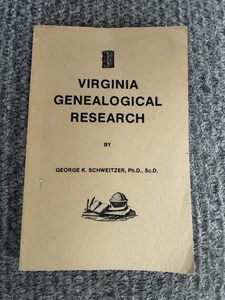 VIRGINIA
GENEALOGICAL
RESEARCH
BY
GEORGE K. SCHWEITZER, Ph.D., Sc.D.